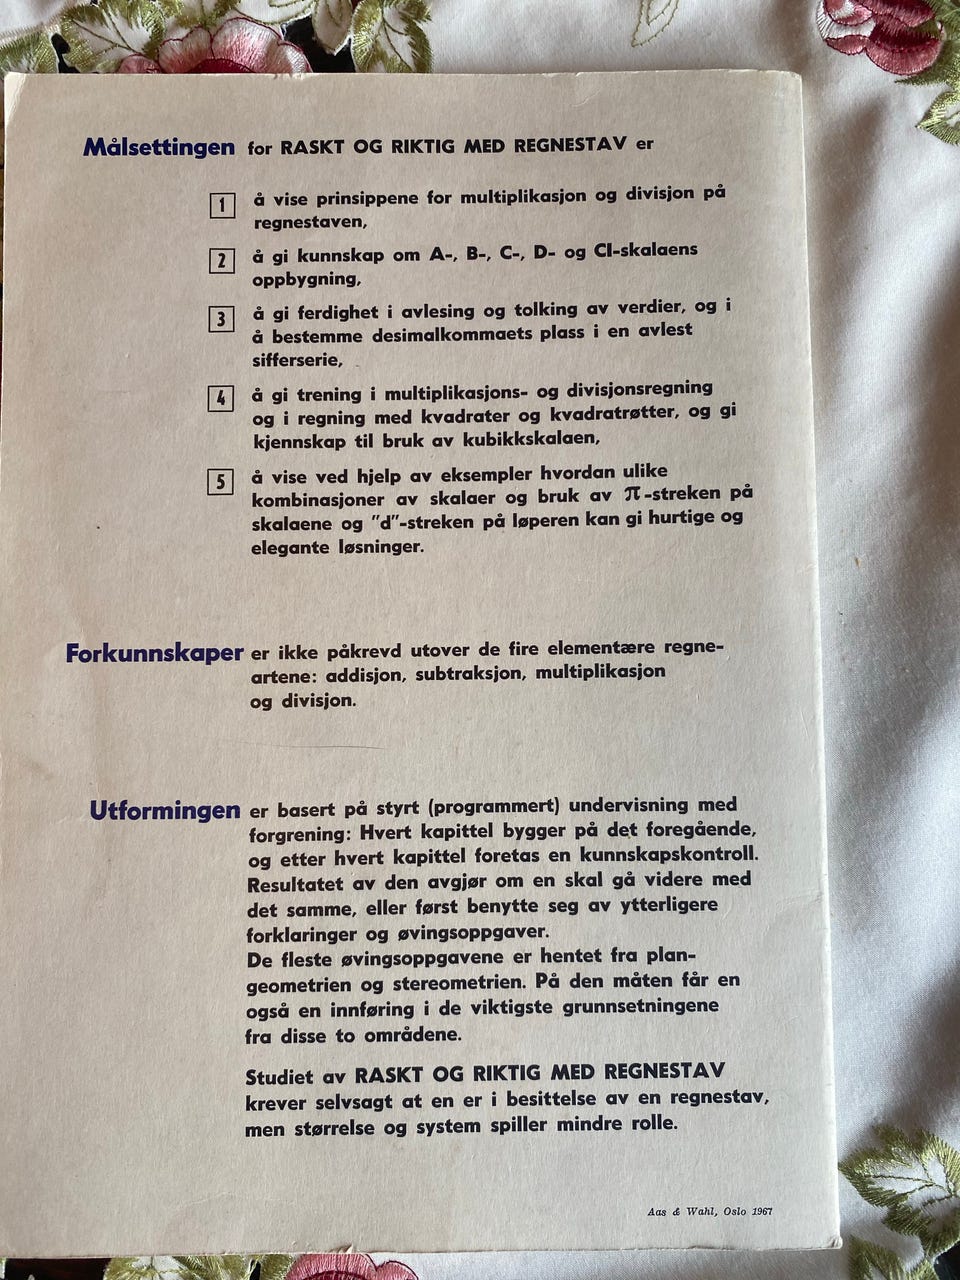 Målsettingen for RASKT OG RIKTIG MED REGNESTAV er
1 å vise prinsippene for multiplikasjon og divisjon på
regnestaven,
2 å gi kunnskap om A-, B-, C-, D- og CI-skalaens
oppbygning,
3 å gi ferdighet i avlesing og tolking av verdier, og i
å bestemme desimalkommaets plass i en avlest
sifferserie,
4 å gi trening i multiplikasjons- og divisjonsregning
og i regning med kvadrater og kvadratrøtter, og gi
kjennskap til bruk av kubikkskalaen,
5 å vise ved hjelp av eksempler hvordan ulike
kombinasjoner av skalaer og bruk av π-streken på
skalaene og "d"-streken på løperen kan gi hurtige og
elegante løsninger.
Forkunnskaper er ikke påkrevd utover de fire elementære regne-
artene: addisjon, subtraksjon, multiplikasjon
og divisjon.
Utformingen er basert på styrt (programmert) undervisning med
forgrening: Hvert kapittel bygger på det foregående,
og etter hvert kapittel foretas en kunnskapskontroll.
Resultatet av den avgjør om en skal gå videre med
det samme, eller først benytte seg av ytterligere
forklaringer og øvingsoppgaver.
De fleste øvingsoppgavene er hentet fra plan-
geometrien og stereometrien. På den måten får en
også en innføring i de viktigste grunnsetningene
fra disse to områdene.
Studiet av RASKT OG RIKTIG MED REGNESTAV
krever selvsagt at en er i besittelse av en regnestav,
men størrelse og system spiller mindre rolle.
Aas & Wahl, Oslo 1967